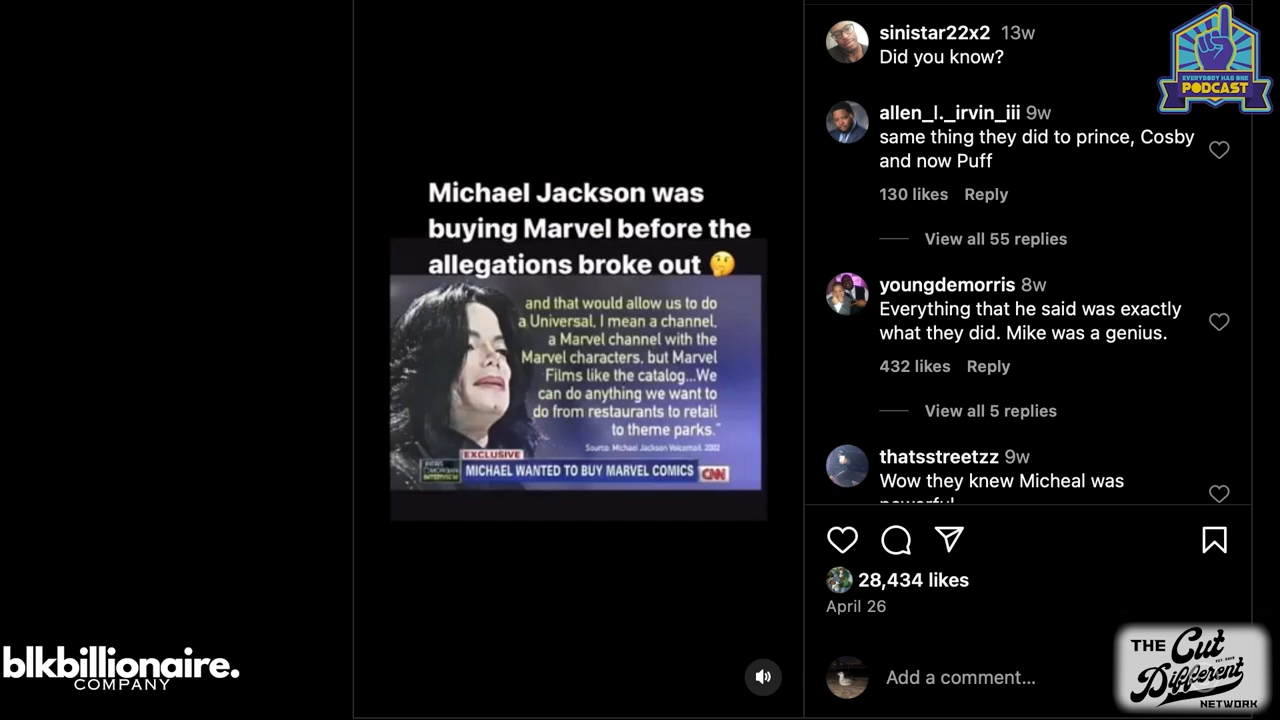 Michael Jackson was
buying Marvel before the
allegations broke out 🤔
and that would allow us to do
a Universal, I mean a channel,
a Marvel channel with the
Marvel characters, but Marvel
Films like the catalog...We
can do anything we want to
do from restaurants to retail
to theme parks."
Source: Michael Jackson Voicemail, 2002
EXCLUSIVE
PIERS
MORGAN
INTERVIEW
MICHAEL WANTED TO BUY MARVEL COMICS
CNN
sinistar22x2 13w
Did you know?
allen_l._irvin_iii 9w
same thing they did to prince, Cosby
and now Puff
130 likes Reply
View all 55 replies
youngdemorris 8w
Everything that he said was exactly
what they did. Mike was a genius.
432 likes Reply
View all 5 replies
thatsstreetzz 9w
Wow they knew Micheal was
powerful
28,434 likes
April 26
Add a comment...
EVERYBODY HAS ONE
PODCAST
blkbillionaire.
COMPANY
THE Cut
Different
NETWORK